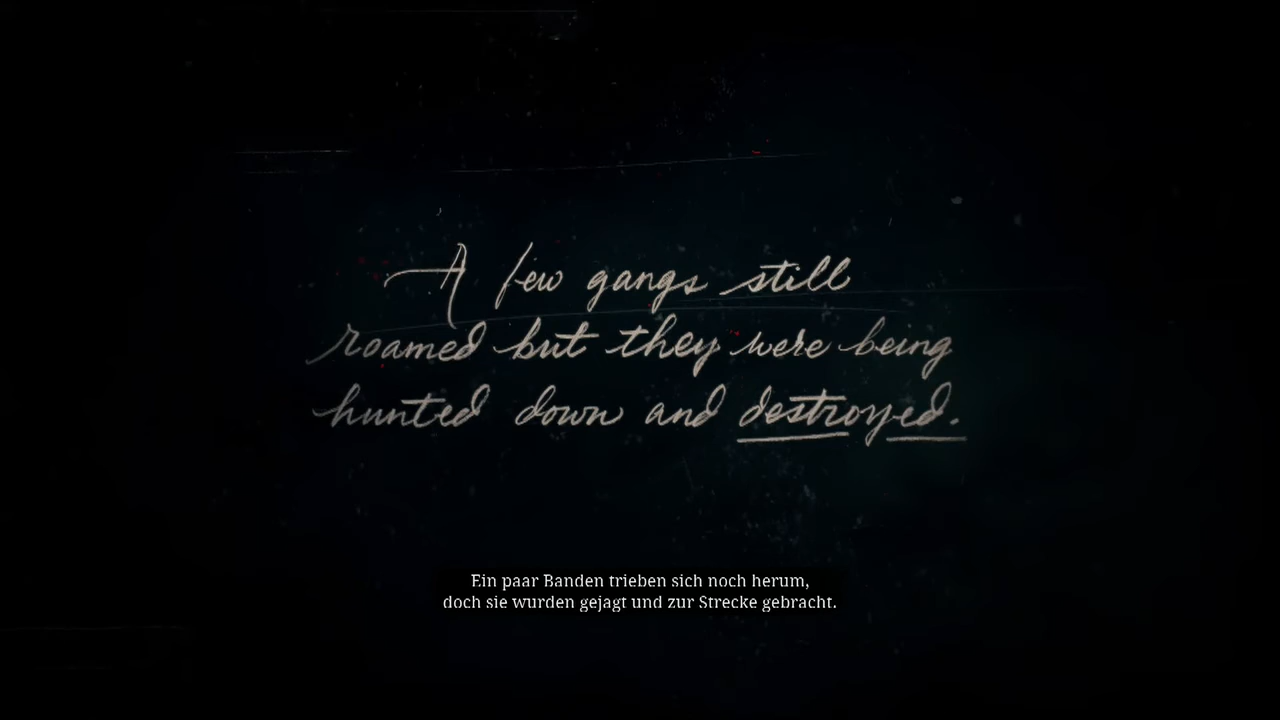 A few gangs still
roamed but they were being
hunted down and destroyed.
Ein paar Banden trieben sich noch herum,
doch sie wurden gejagt und zur Strecke gebracht.